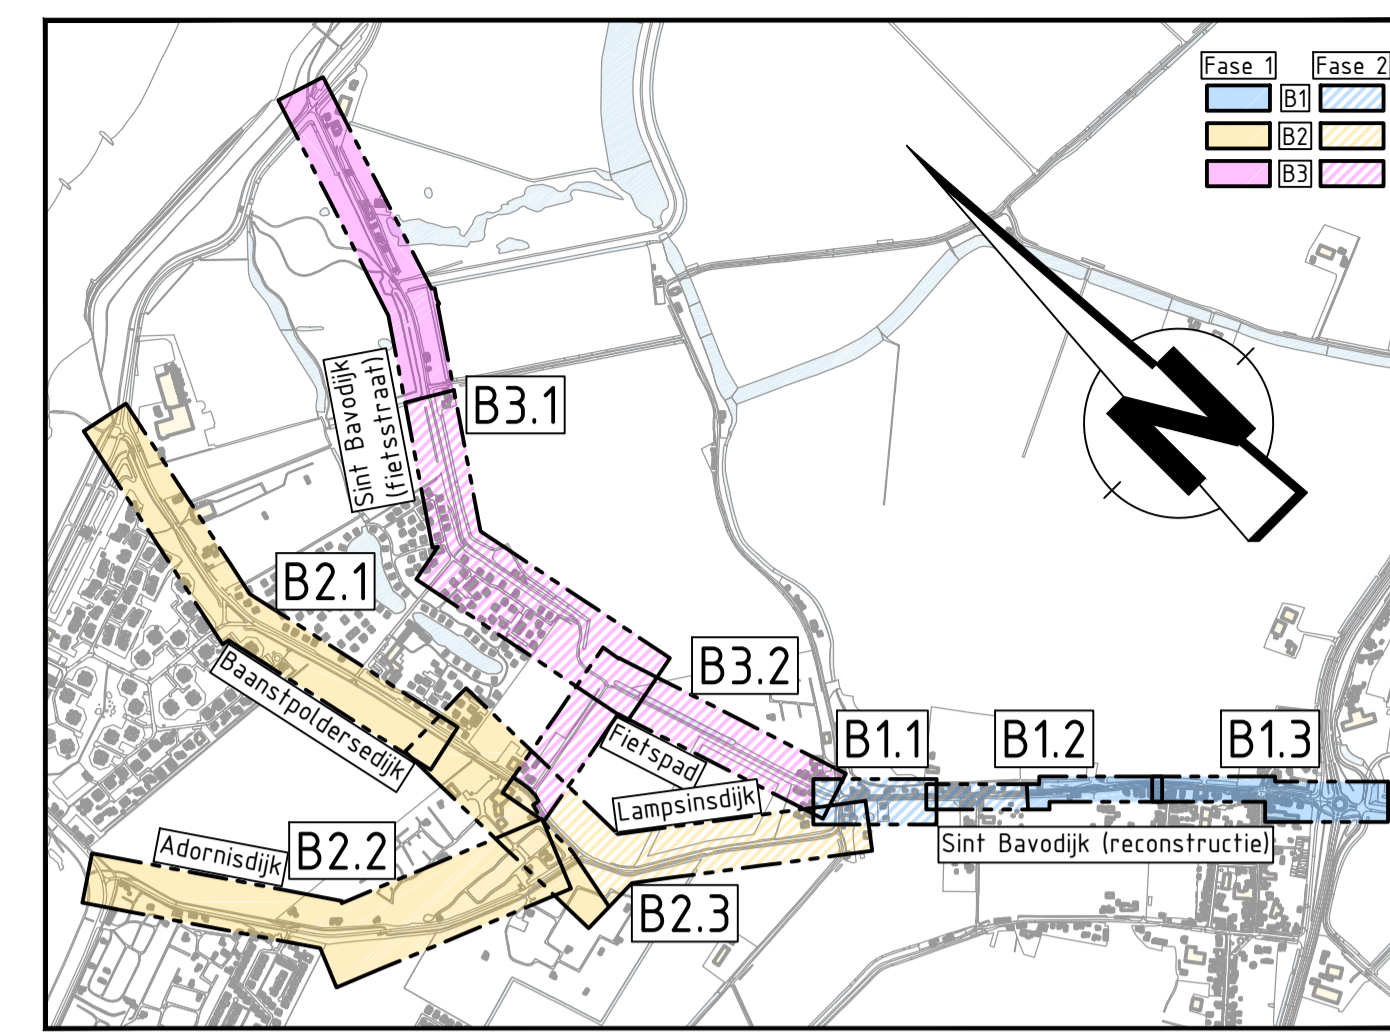 Fase 1
Fase 2
B1
B2
B3
N
Sint Bavodijk
(fietsstraat)
B3.1
B2.1
Baanstpoldersedijk
B3.2
Fietspad
Lampsinsdijk
B1.1
B1.2
B1.3
Sint Bavodijk (reconstructie)
Adornisdijk
B2.2
B2.3